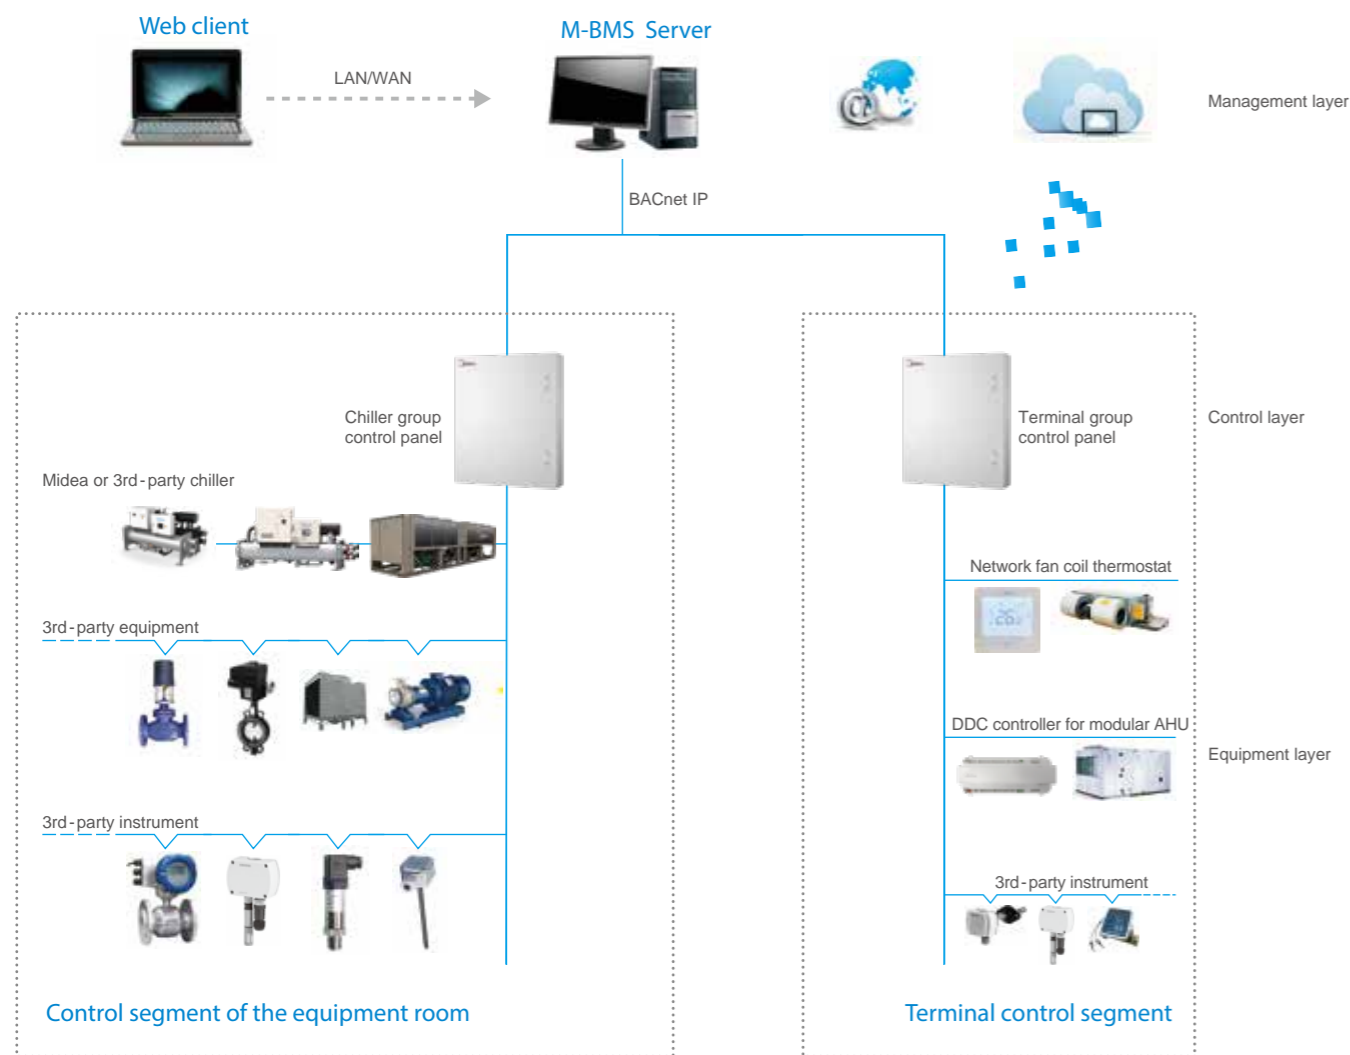 Web client
M-BMS Server
LAN/WAN
Management layer
BACnet IP
Chiller group
control panel
Terminal group
control panel
Control layer
Midea or 3rd-party chiller
Network fan coil thermostat
3rd-party equipment
DDC controller for modular AHU
Equipment layer
3rd-party instrument
3rd-party instrument
Control segment of the equipment room
Terminal control segment